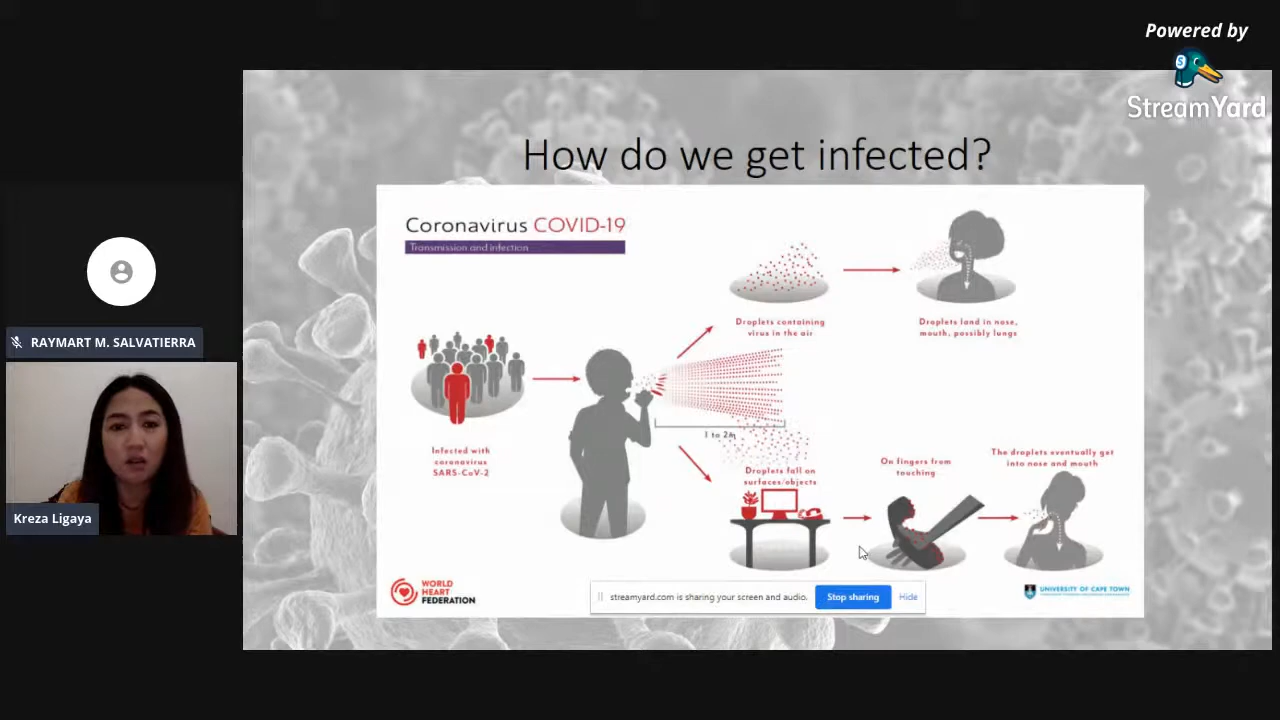 Powered by
StreamYard
How do we get infected?
Coronavirus COVID-19
Transmission and infection
Droplets containing
virus in the air
Droplets land in nose,
mouth, possibly lungs
RAYMART M. SALVATIERRA
1 to 2m
Infected with
coronavirus
SARS-CoV-2
Droplets fall on
surfaces/objects
On fingers from
touching
The droplets eventually get
into nose and mouth
Kreza Ligaya
WORLD
HEART
FEDERATION
streamyard.com is sharing your screen and audio.
Stop sharing
Hide
UNIVERSITY OF CAPE TOWN